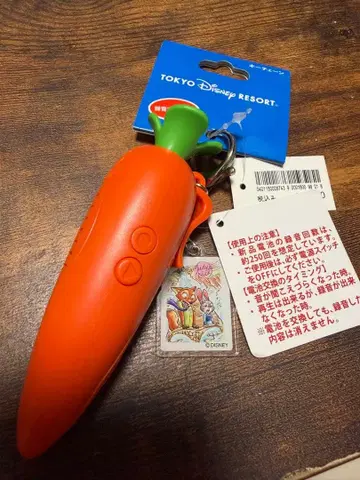 キーチェーン
TOKYO Disney RESORT®
【使用上の注意】
・新品電池の録音回数は、
約250回を想定しています。
・ご使用後は、必ず電源スイッチ
をOFFにしてください。
《電池交換のタイミング》
・音が聞こえづらくなった時
・再生は出来るが、録音が出来
なくなった時。
※電池を交換しても、録音
内容は消えません。
©DISNEY